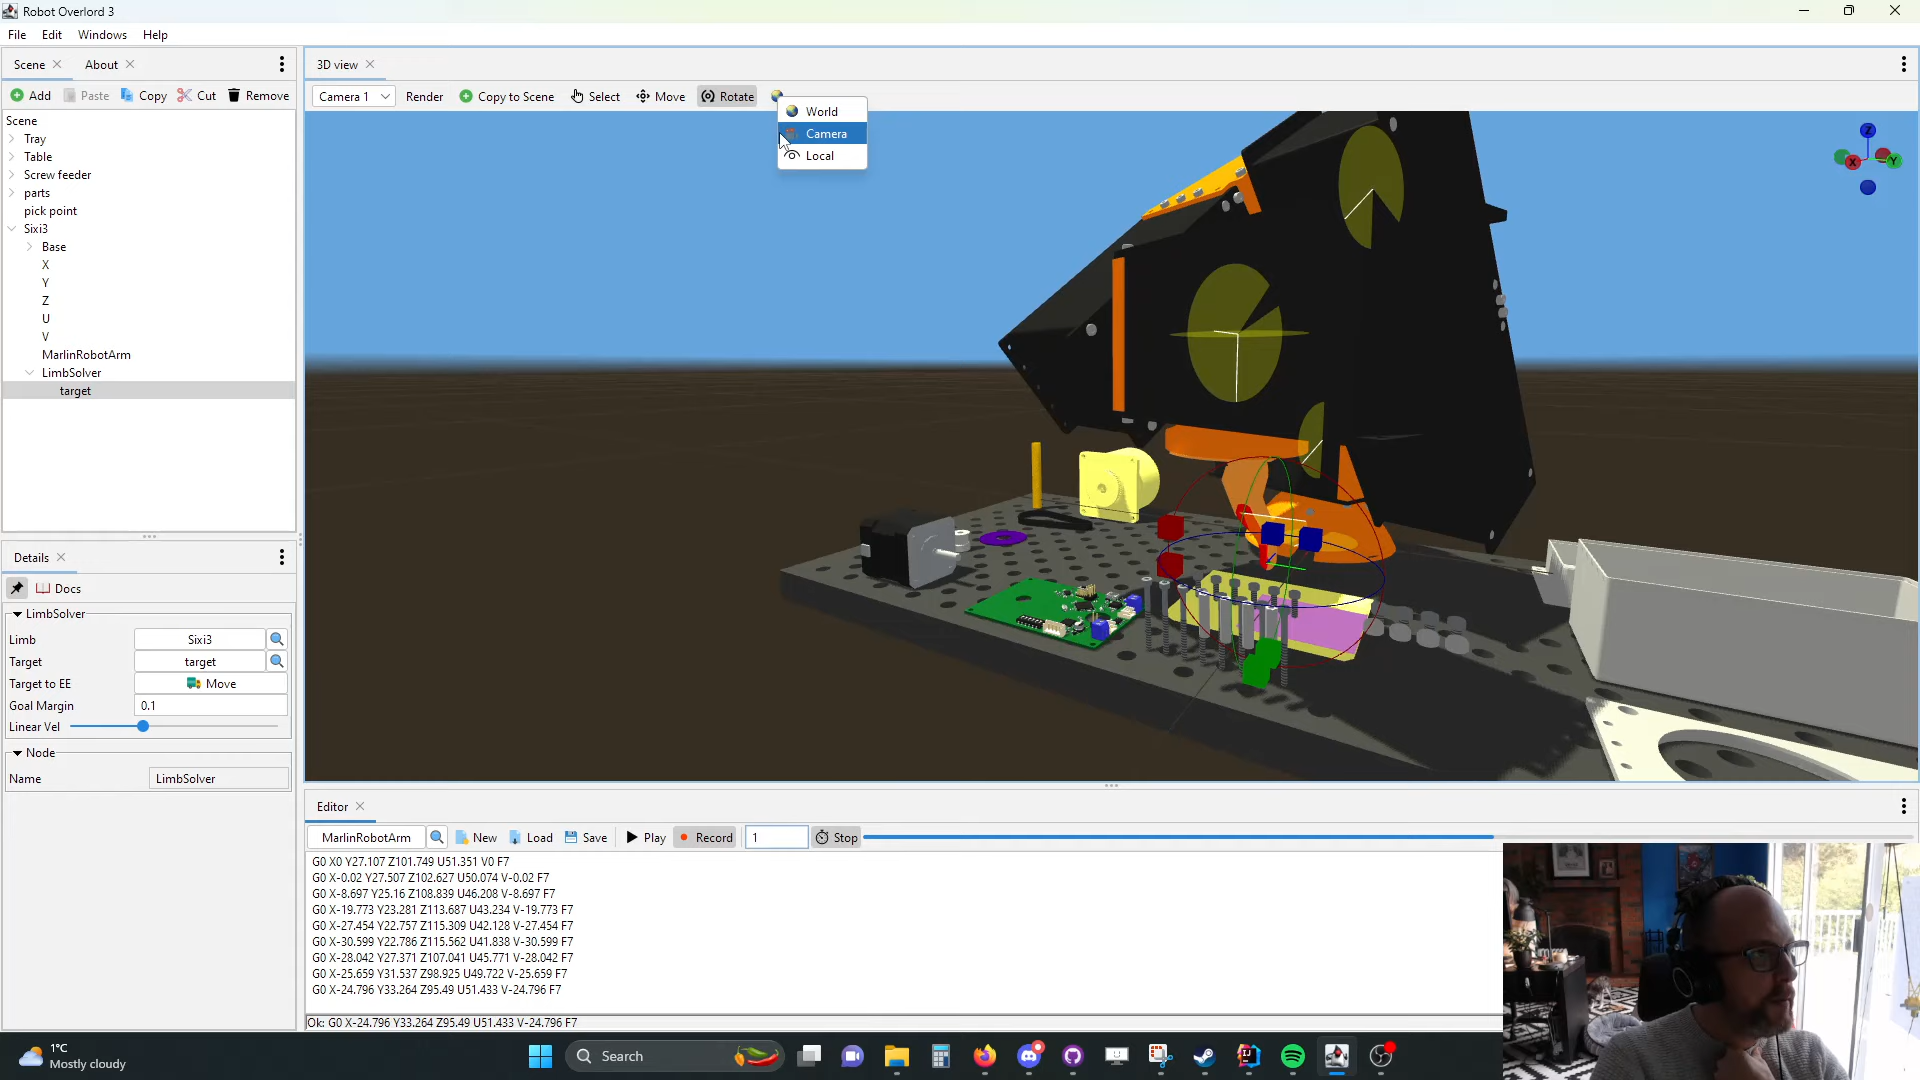 Robot Overlord 3
File Edit Windows Help
Scene About
Add Paste Copy Cut Remove
Scene
Tray
Table
Screw feeder
parts
pick point
Sixi3
Base
X
Y
Z
U
V
MarlinRobotArm
LimbSolver
target
Details
Docs
LimbSolver
Limb Sixi3
Target target
Target to EE Move
Goal Margin 0.1
Linear Vel
Node
Name LimbSolver
3D view
Camera 1 Render Copy to Scene Select Move Rotate
World
Camera
Local
Z
X Y
Editor
MarlinRobotArm New Load Save Play Record 1 Stop
G0 X0 Y27.107 Z101.749 U51.351 V0 F7
G0 X-0.02 Y27.507 Z102.627 U50.074 V-0.02 F7
G0 X-8.697 Y25.16 Z108.839 U46.208 V-8.697 F7
G0 X-19.773 Y23.281 Z113.687 U43.234 V-19.773 F7
G0 X-27.454 Y22.757 Z115.309 U42.128 V-27.454 F7
G0 X-30.599 Y22.786 Z115.562 U41.838 V-30.599 F7
G0 X-28.042 Y27.371 Z107.041 U45.771 V-28.042 F7
G0 X-25.659 Y31.537 Z98.925 U49.722 V-25.659 F7
G0 X-24.796 Y33.264 Z95.49 U51.433 V-24.796 F7
Ok: G0 X-24.796 Y33.264 Z95.49 U51.433 V-24.796 F7
1°C
Mostly cloudy
Search